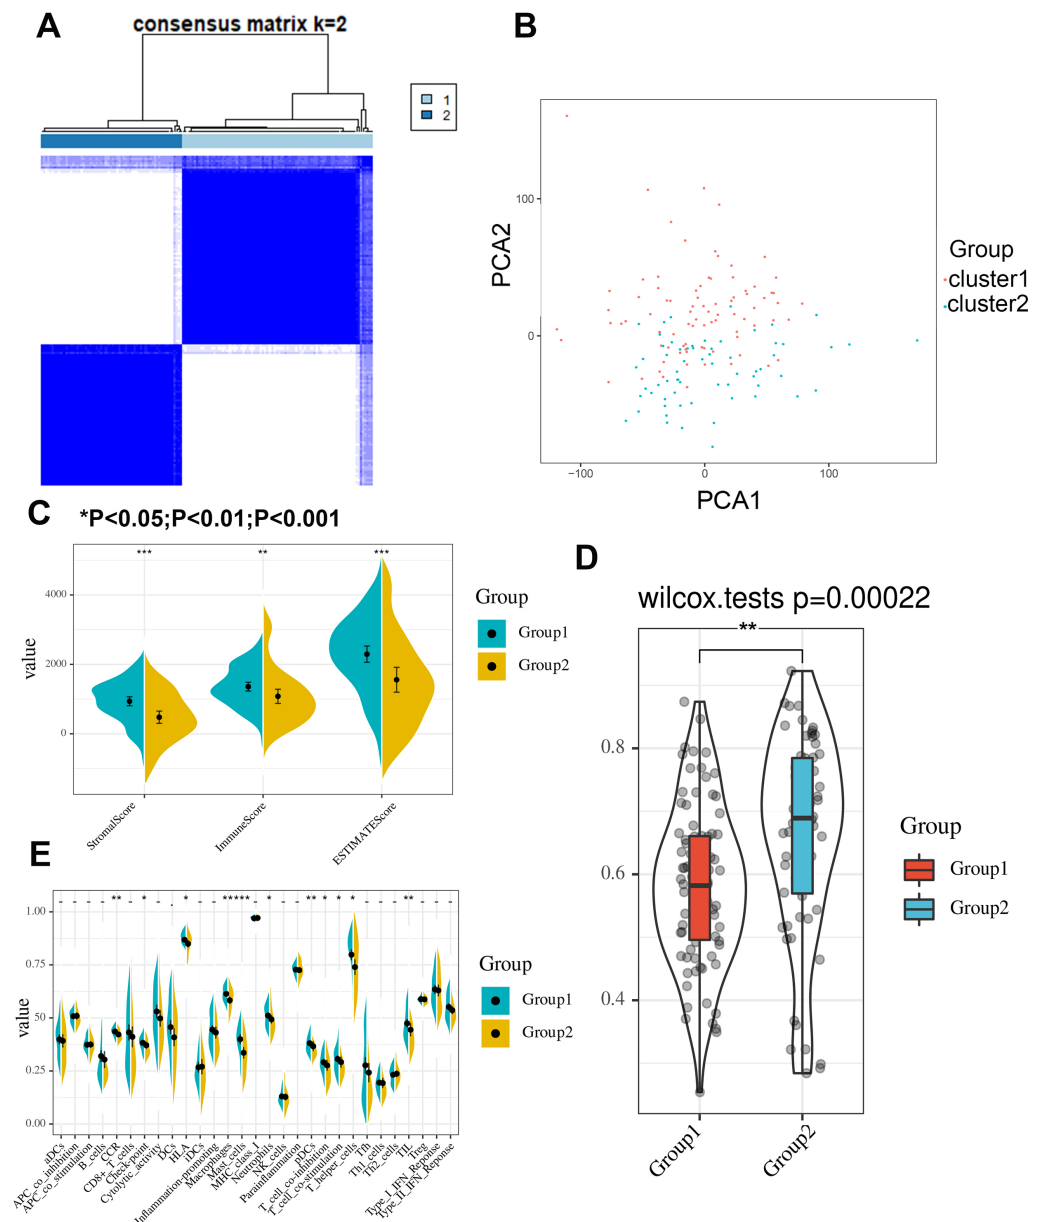 A
consensus matrix k=2
1
2
B
PCA2
100
0
−100
0
100
PCA1
Group
cluster1
cluster2
C
*P<0.05;P<0.01;P<0.001
***
**
***
value
4000
2000
0
StromalScore
ImmuneScore
ESTIMATEScore
Group
Group1
Group2
D
wilcox.tests p=0.00022
**
0.8
0.6
0.4
Group1
Group2
Group
Group1
Group2
E
value
1.00
0.75
0.50
0.25
0.00
** * * ****** * ** * * * **
aDCs
APC_co_inhibition
APC_co_stimulation
B_cells
CCR
CD8+_T_cells
Check-point
Cytolytic_activity
DCs
HLA
iDCs
Inflammation-promoting
Macrophages
Mast_cells
MHC_class_I
Neutrophils
NK_cells
Parainflammation
pDCs
T_cell_co-inhibition
T_cell_co-stimulation
T_helper_cells
Tfh
Th1_cells
Th2_cells
TIL
Treg
Type_I_IFN_Reponse
Type_II_IFN_Reponse
Group
Group1
Group2